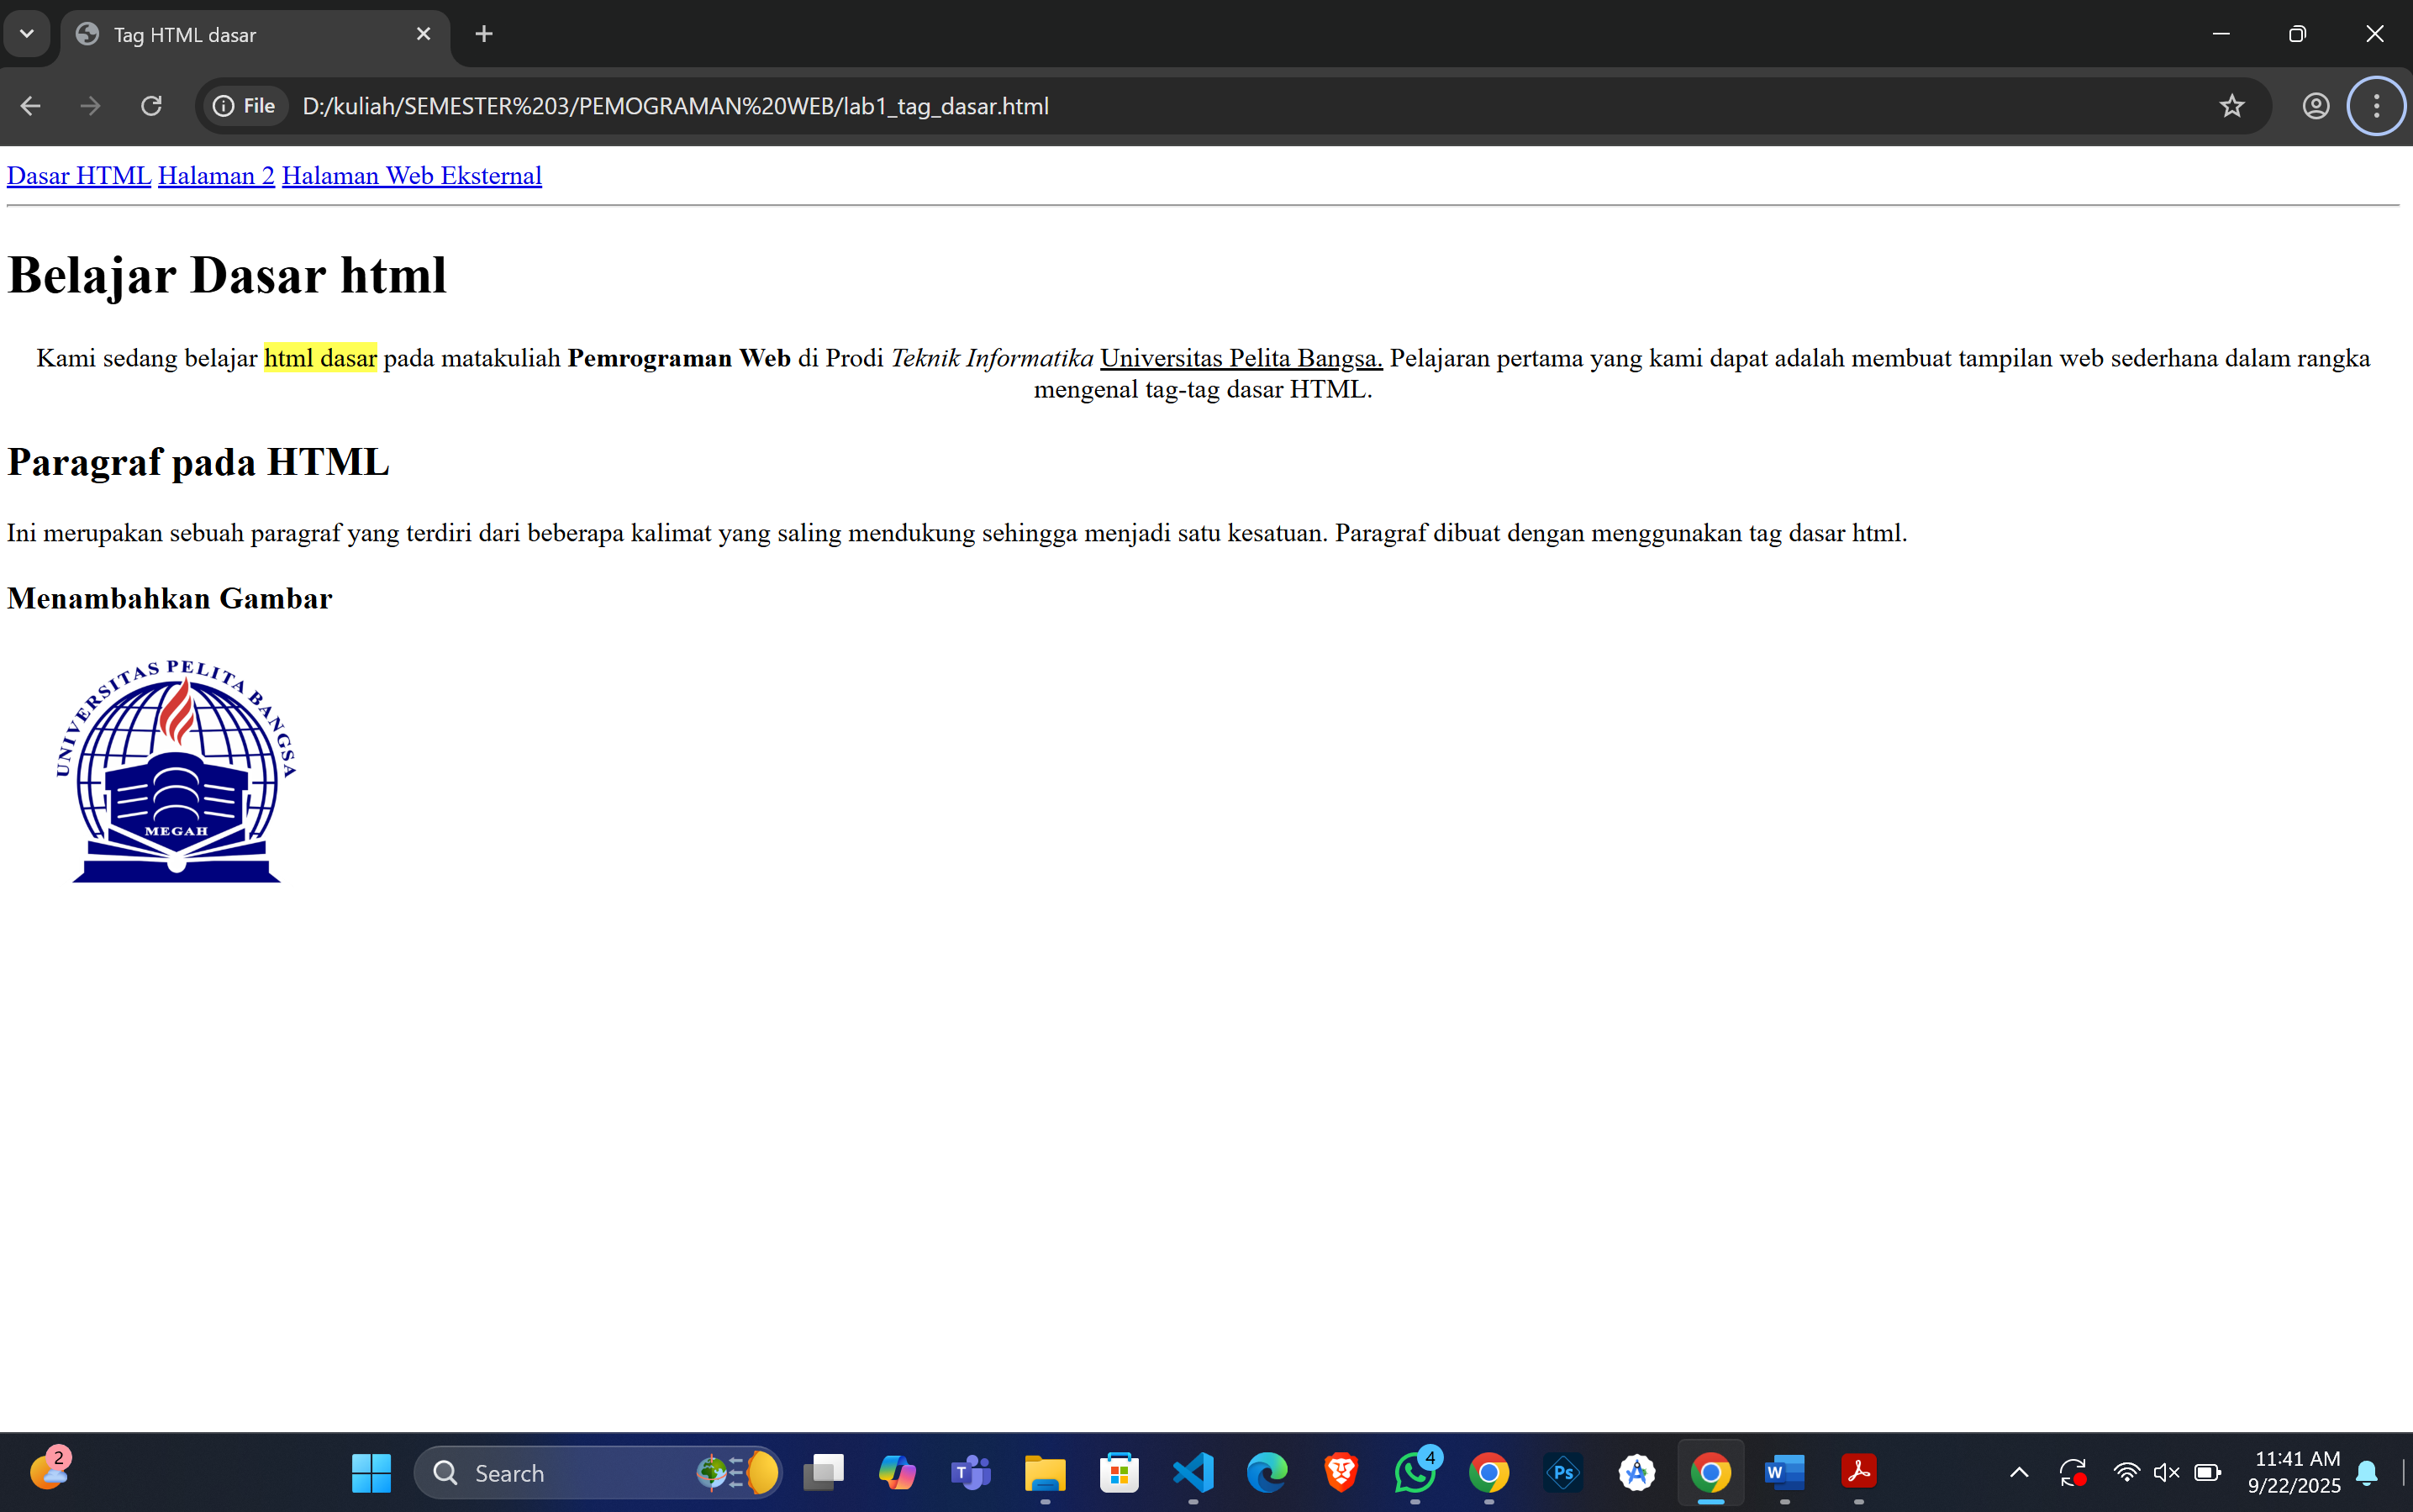 Tag HTML dasar
File D:/kuliah/SEMESTER%203/PEMOGRAMAN%20WEB/lab1_tag_dasar.html
Dasar HTML Halaman 2 Halaman Web Eksternal
Belajar Dasar html
Kami sedang belajar html dasar pada matakuliah Pemrograman Web di Prodi Teknik Informatika Universitas Pelita Bangsa. Pelajaran pertama yang kami dapat adalah membuat tampilan web sederhana dalam rangka
mengenal tag-tag dasar HTML.
Paragraf pada HTML
Ini merupakan sebuah paragraf yang terdiri dari beberapa kalimat yang saling mendukung sehingga menjadi satu kesatuan. Paragraf dibuat dengan menggunakan tag dasar html.
Menambahkan Gambar
UNIVERSITAS PELITA BANGSA
MEGAH
2
Search
T
4
Ps
W
11:41 AM
9/22/2025